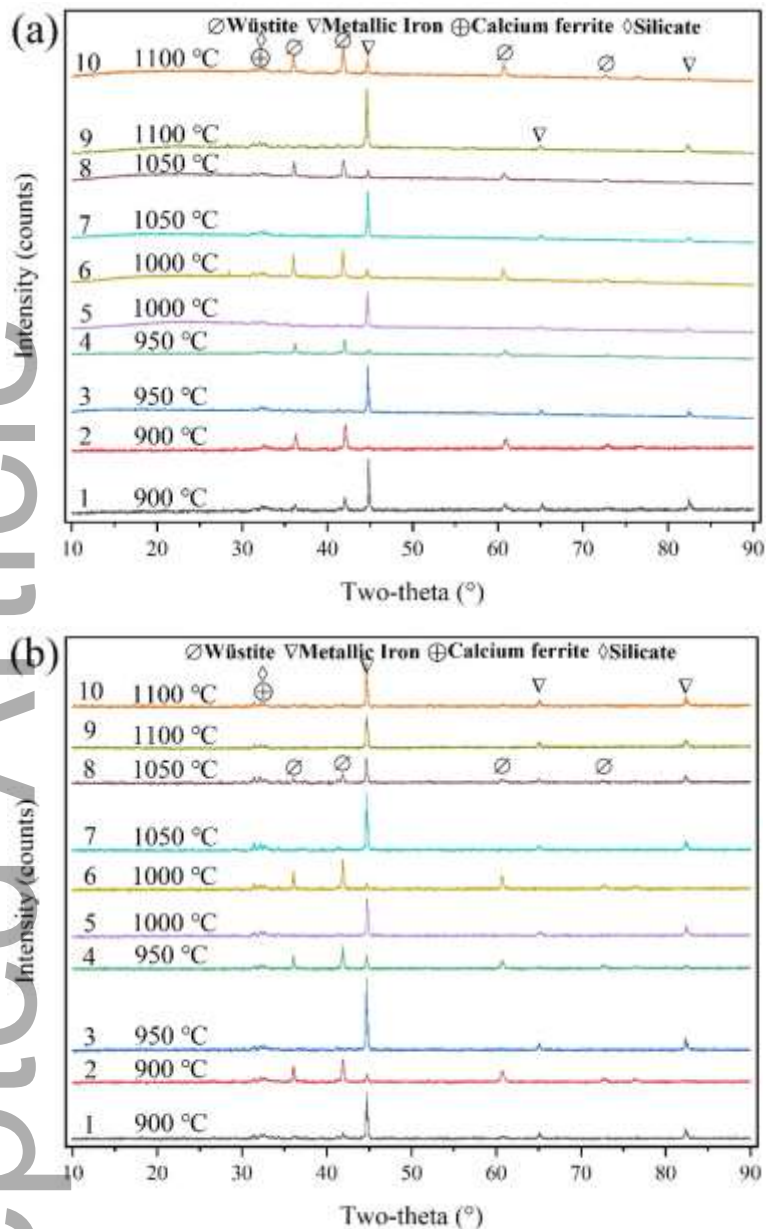 (a)
∅Wüstite ∇Metallic Iron ⊕Calcium ferrite ◊Silicate
10 1100 °C
9 1100 °C
8 1050 °C
7 1050 °C
6 1000 °C
5 1000 °C
4 950 °C
3 950 °C
2 900 °C
1 900 °C
Intensity (counts)
10 20 30 40 50 60 70 80 90
Two-theta (°)
(b)
∅Wüstite ∇Metallic Iron ⊕Calcium ferrite ◊Silicate
10 1100 °C
9 1100 °C
8 1050 °C
7 1050 °C
6 1000 °C
5 1000 °C
4 950 °C
3 950 °C
2 900 °C
1 900 °C
Intensity (counts)
10 20 30 40 50 60 70 80 90
Two-theta (°)